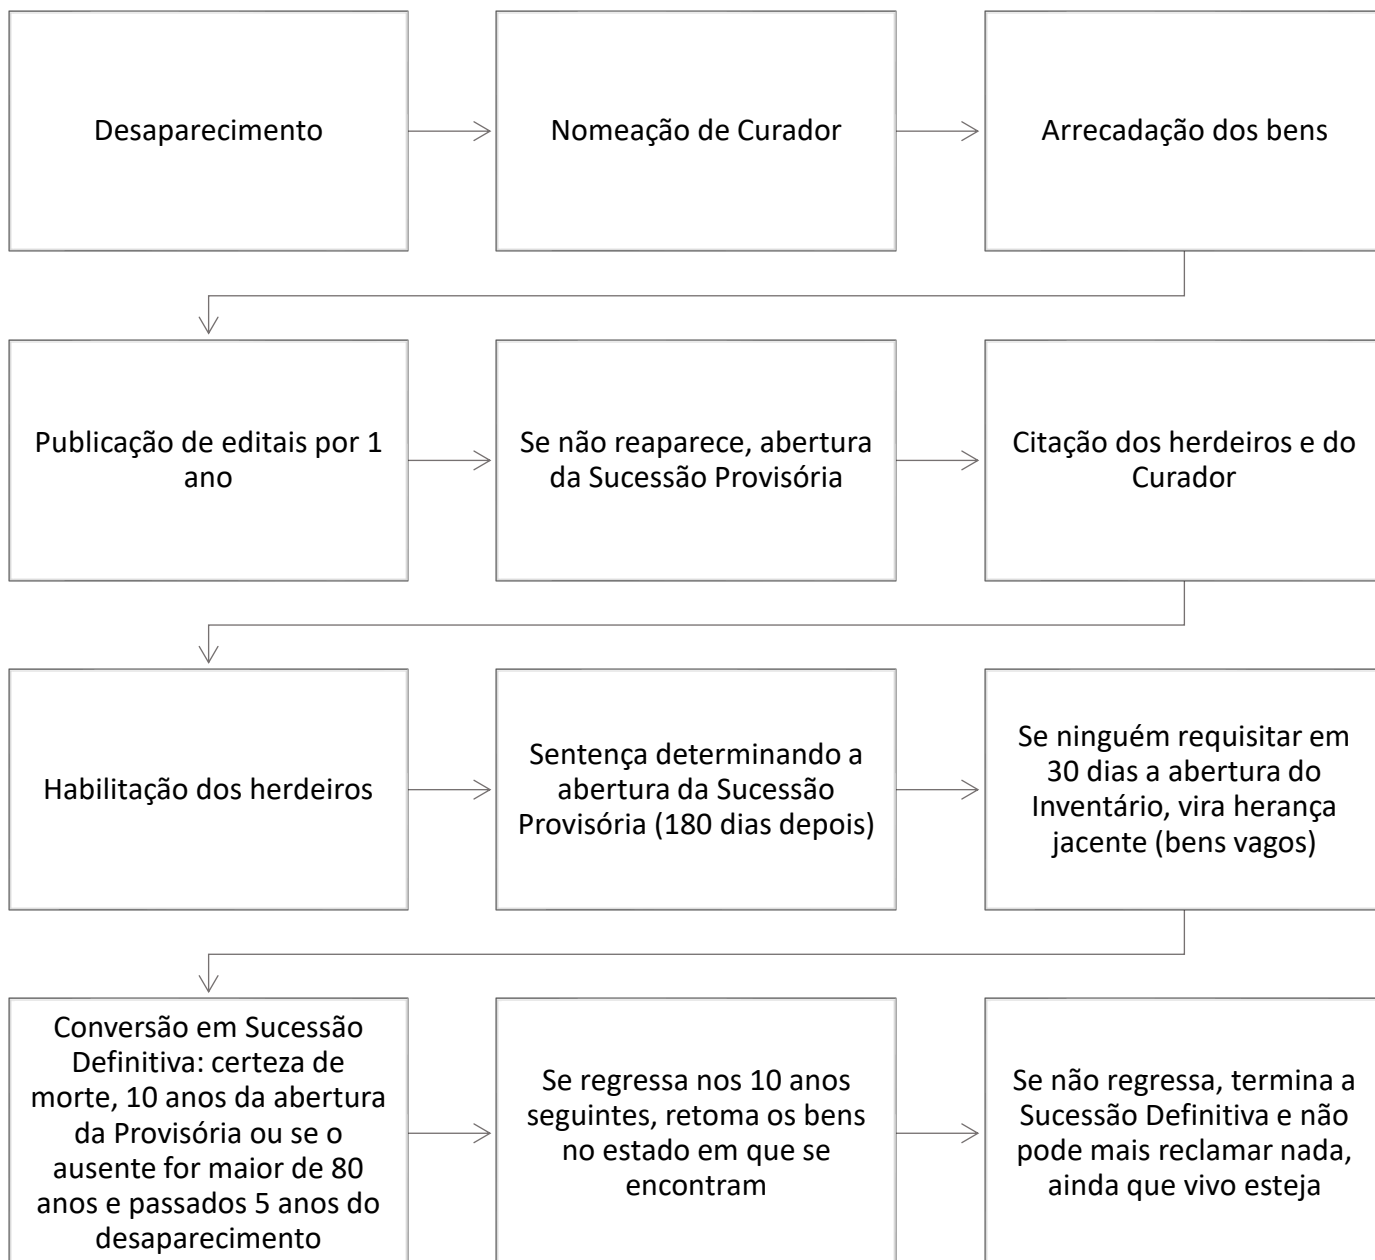 Desaparecimento
Nomeação de Curador
Arrecadação dos bens
Publicação de editais por 1
ano
Se não reaparece, abertura
da Sucessão Provisória
Citação dos herdeiros e do
Curador
Habilitação dos herdeiros
Sentença determinando a
abertura da Sucessão
Provisória (180 dias depois)
Se ninguém requisitar em
30 dias a abertura do
Inventário, vira herança
jacente (bens vagos)
Conversão em Sucessão
Definitiva: certeza de
morte, 10 anos da abertura
da Provisória ou se o
ausente for maior de 80
anos e passados 5 anos do
desaparecimento
Se regressa nos 10 anos
seguintes, retoma os bens
no estado em que se
encontram
Se não regressa, termina a
Sucessão Definitiva e não
pode mais reclamar nada,
ainda que vivo esteja